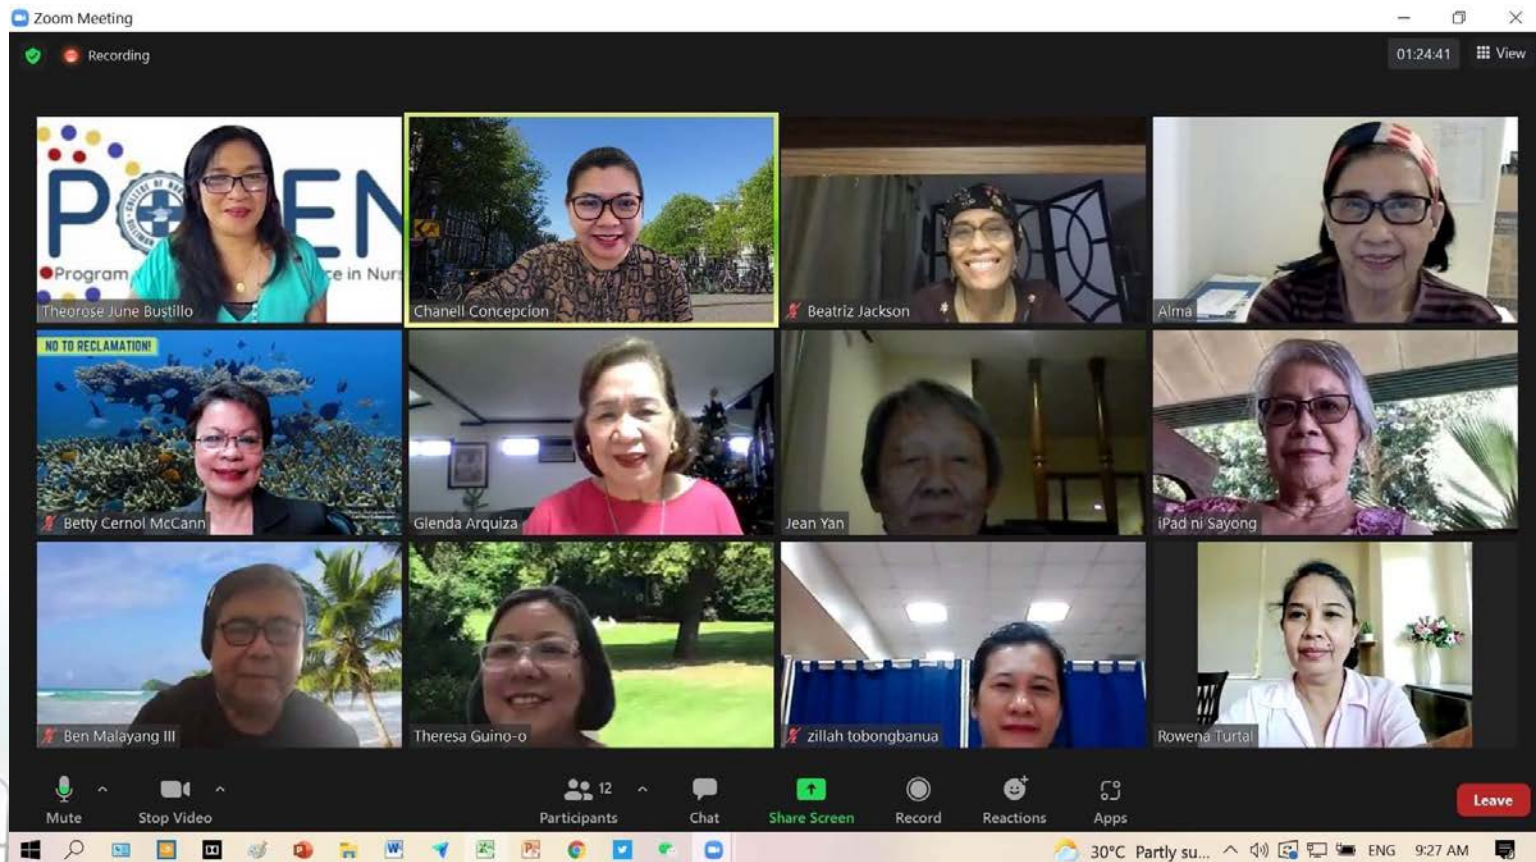 Zoom Meeting
Recording
01:24:41
View
Program
ce in Nurs
Theorose June Bustillo
Chanell Concepcion
Beatriz Jackson
Alma
NO TO RECLAMATION!
Betty Cernol McCann
Glenda Arquiza
Jean Yan
iPad ni Sayong
Ben Malayang III
Theresa Guino-o
zillah tobongbanua
Rowena Turtal
12
Mute
Stop Video
Participants
Chat
Share Screen
Record
Reactions
Apps
Leave
30°C Partly su...
ENG
9:27 AM